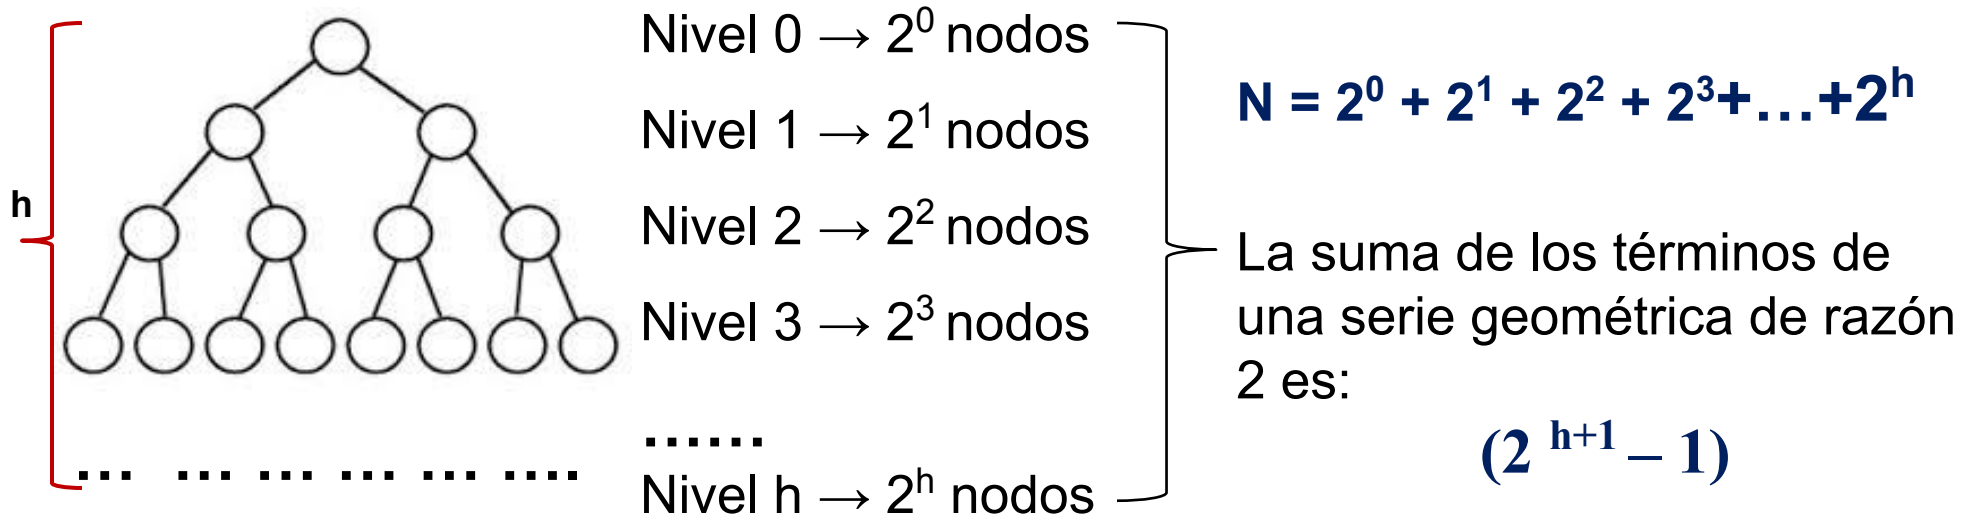 h
Nivel 0 → 2⁰ nodos
Nivel 1 → 2¹ nodos
Nivel 2 → 2² nodos
Nivel 3 → 2³ nodos
......
... ... ... ... ... ....
Nivel h → 2ʰ nodos
N = 2⁰ + 2¹ + 2² + 2³+...+2ʰ
La suma de los términos de
una serie geométrica de razón
2 es:
(2 ʰ⁺¹ – 1)